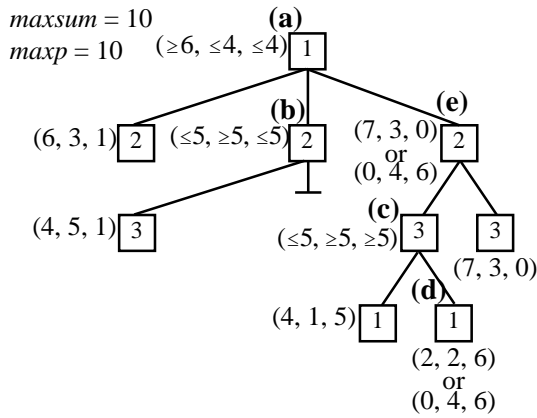 maxsum = 10
maxp = 10
(a)
(≥6, ≤4, ≤4)
1
(6, 3, 1)
2
(b)
(≤5, ≥5, ≤5)
2
(e)
(7, 3, 0)
or
(0, 4, 6)
2
(4, 5, 1)
3
(c)
(≤5, ≥5, ≥5)
3
3
(7, 3, 0)
(4, 1, 5)
1
(d)
1
(2, 2, 6)
or
(0, 4, 6)